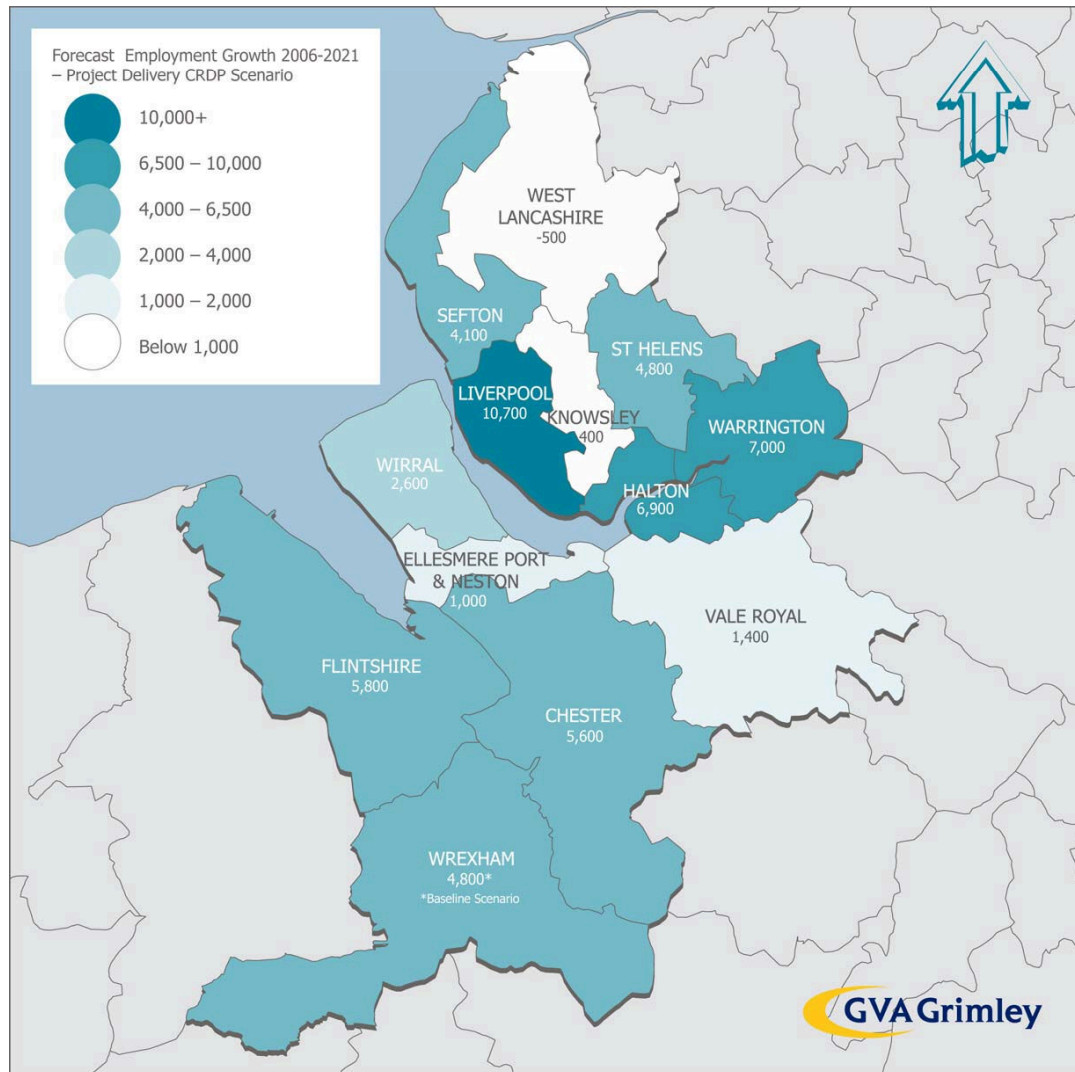 Forecast Employment Growth 2006-2021
– Project Delivery CRDP Scenario
10,000+
6,500 – 10,000
4,000 – 6,500
2,000 – 4,000
1,000 – 2,000
Below 1,000
WEST
LANCASHIRE
-500
SEFTON
4,100
ST HELENS
4,800
LIVERPOOL
10,700
KNOWSLEY
400
WARRINGTON
7,000
WIRRAL
2,600
HALTON
6,900
ELLESMERE PORT
& NESTON
1,000
VALE ROYAL
1,400
FLINTSHIRE
5,800
CHESTER
5,600
WREXHAM
4,800*
*Baseline Scenario
GVA Grimley